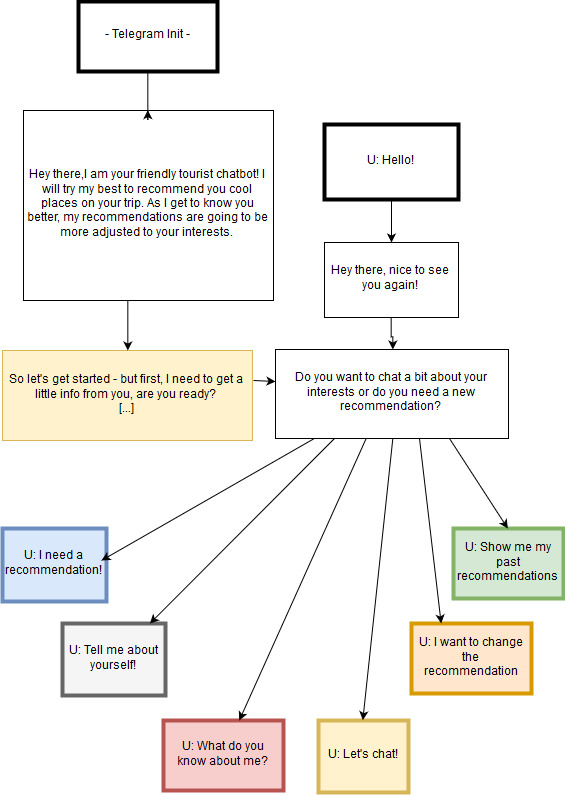 - Telegram Init -
Hey there,I am your friendly tourist chatbot! I
will try my best to recommend you cool
places on your trip. As I get to know you
better, my recommendations are going to be
more adjusted to your interests.
U: Hello!
Hey there, nice to see
you again!
So let's get started - but first, I need to get a
little info from you, are you ready?
[...]
Do you want to chat a bit about your
interests or do you need a new
recommendation?
U: I need a
recommendation!
U: Show me my
past
recommendations
U: Tell me about
yourself!
U: I want to change
the
recommendation
U: What do you
know about me?
U: Let's chat!